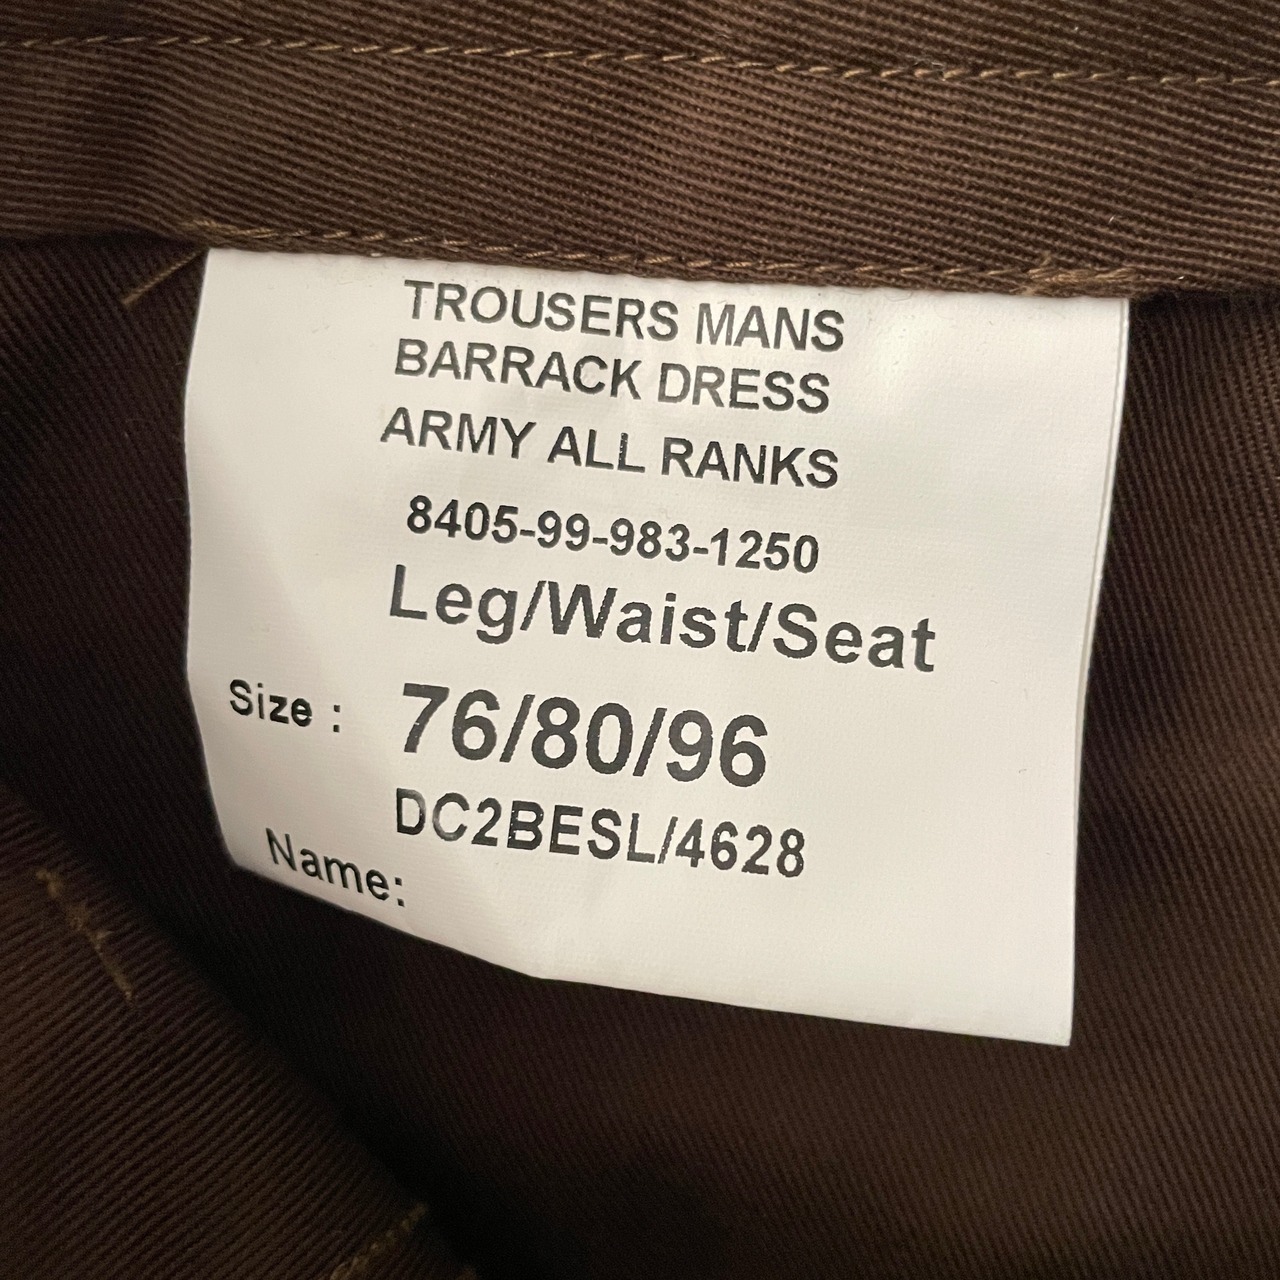 TROUSERS MANS
BARRACK DRESS
ARMY ALL RANKS
8405-99-983-1250
Leg/Waist/Seat
Size : 76/80/96
DC2BESL/4628
Name: